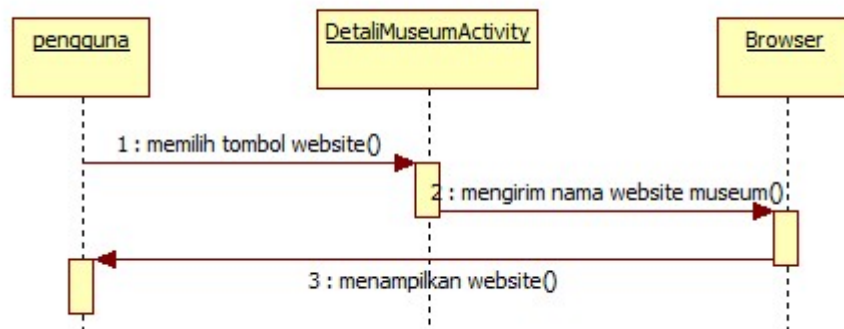 pengguna
DetaliMuseumActivity
Browser
1 : memilih tombol website()
2 : mengirim nama website museum()
3 : menampilkan website()